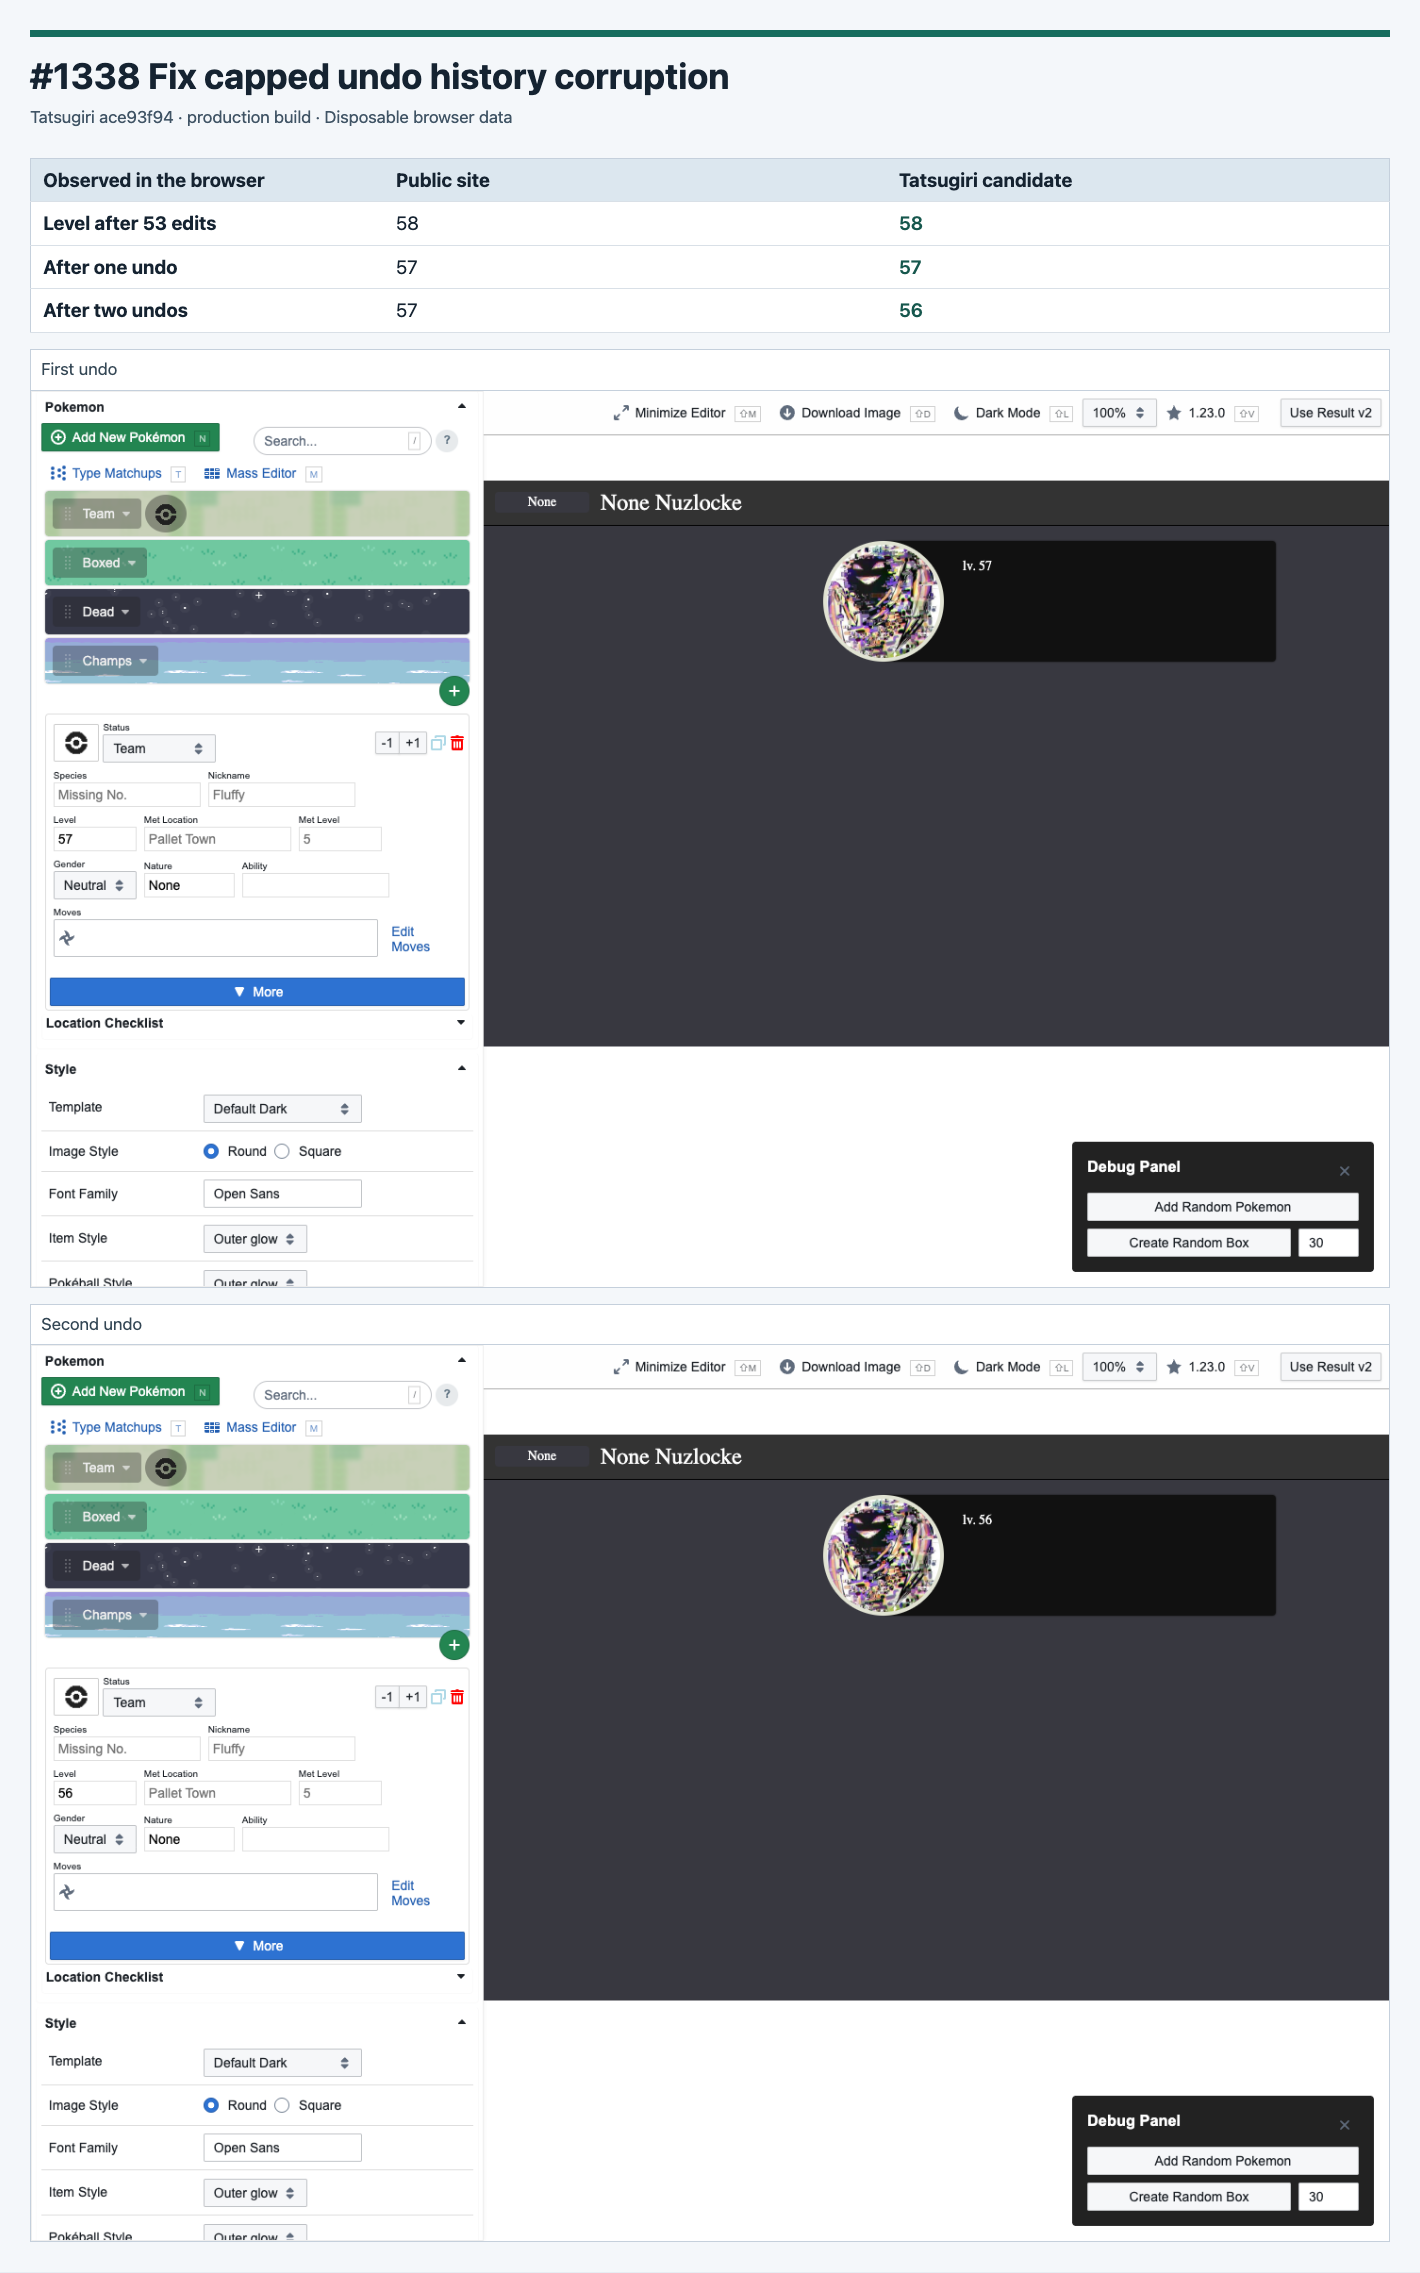 #1338 Fix capped undo history corruption
Tatsugiri ace93f94 · production build · Disposable browser data
Observed in the browser Public site Tatsugiri candidate
Level after 53 edits 58 58
After one undo 57 57
After two undos 57 56
First undo
Pokemon
Minimize Editor ⇧M Download Image ⇧D Dark Mode ⇧L 100% 1.23.0 ⇧V Use Result v2
Add New Pokémon N Search... / ?
Type Matchups T Mass Editor M
None None Nuzlocke
Team
Boxed
lv. 57
Dead
Champs
+
Status
Team -1 +1
Species Nickname
Missing No. Fluffy
Level Met Location Met Level
57 Pallet Town 5
Gender Nature Ability
Neutral None
Moves
Edit
Moves
More
Location Checklist
Style
Template Default Dark
Image Style Round Square
Font Family Open Sans
Item Style Outer glow
Pokéball Style Outer glow
Debug Panel ×
Add Random Pokemon
Create Random Box 30
Second undo
Pokemon
Minimize Editor ⇧M Download Image ⇧D Dark Mode ⇧L 100% 1.23.0 ⇧V Use Result v2
Add New Pokémon N Search... / ?
Type Matchups T Mass Editor M
None None Nuzlocke
Team
Boxed
lv. 56
Dead
Champs
+
Status
Team -1 +1
Species Nickname
Missing No. Fluffy
Level Met Location Met Level
56 Pallet Town 5
Gender Nature Ability
Neutral None
Moves
Edit
Moves
More
Location Checklist
Style
Template Default Dark
Image Style Round Square
Font Family Open Sans
Item Style Outer glow
Pokéball Style Outer glow
Debug Panel ×
Add Random Pokemon
Create Random Box 30